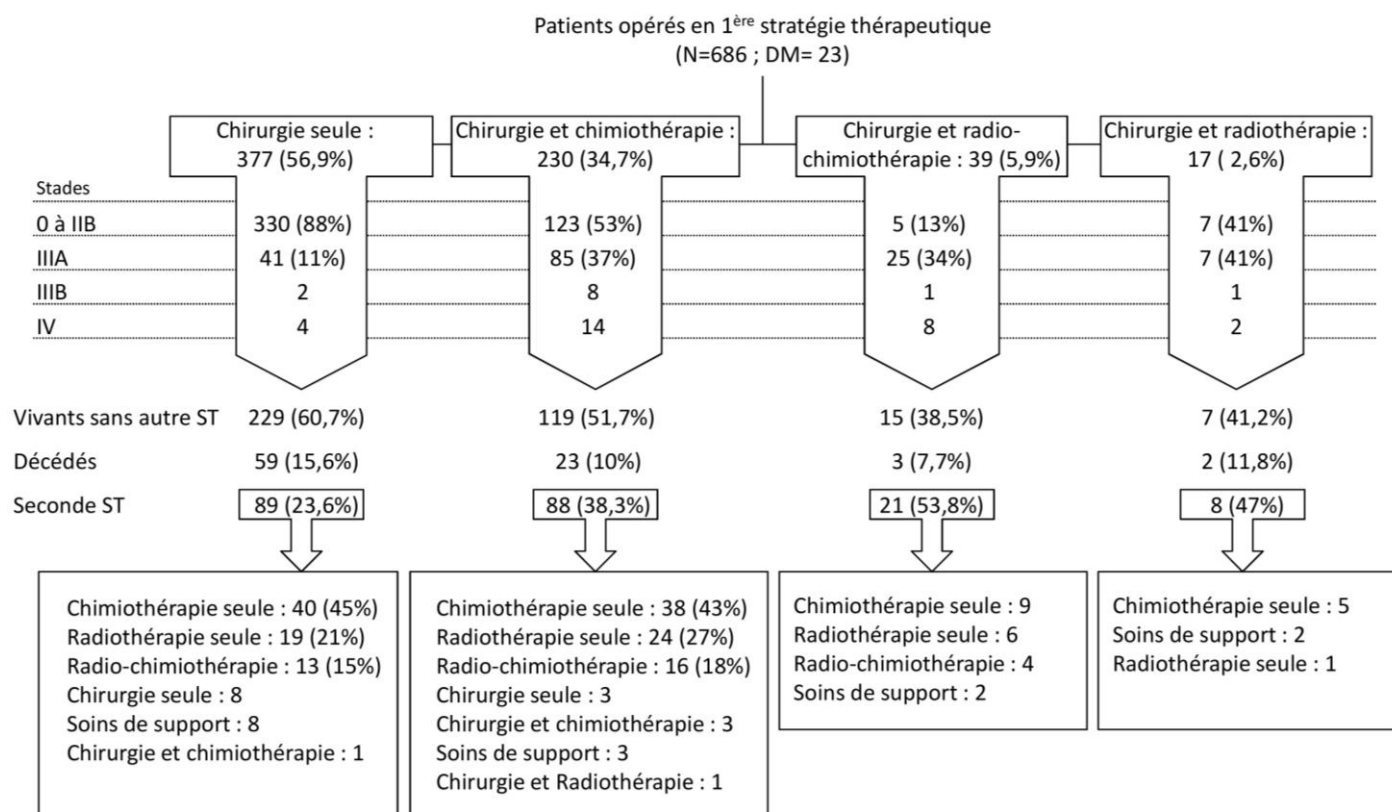 Patients opérés en 1ère stratégie thérapeutique
(N=686 ; DM= 23)
Chirurgie seule :
377 (56,9%)
Chirurgie et chimiothérapie :
230 (34,7%)
Chirurgie et radio-
chimiothérapie : 39 (5,9%)
Chirurgie et radiothérapie :
17 ( 2,6%)
Stades
0 à IIB 330 (88%) 123 (53%) 5 (13%) 7 (41%)
IIIA 41 (11%) 85 (37%) 25 (34%) 7 (41%)
IIIB 2 8 1 1
IV 4 14 8 2
Vivants sans autre ST 229 (60,7%) 119 (51,7%) 15 (38,5%) 7 (41,2%)
Décédés 59 (15,6%) 23 (10%) 3 (7,7%) 2 (11,8%)
Seconde ST 89 (23,6%) 88 (38,3%) 21 (53,8%) 8 (47%)
Chimiothérapie seule : 40 (45%)
Radiothérapie seule : 19 (21%)
Radio-chimiothérapie : 13 (15%)
Chirurgie seule : 8
Soins de support : 8
Chirurgie et chimiothérapie : 1
Chimiothérapie seule : 38 (43%)
Radiothérapie seule : 24 (27%)
Radio-chimiothérapie : 16 (18%)
Chirurgie seule : 3
Chirurgie et chimiothérapie : 3
Soins de support : 3
Chirurgie et Radiothérapie : 1
Chimiothérapie seule : 9
Radiothérapie seule : 6
Radio-chimiothérapie : 4
Soins de support : 2
Chimiothérapie seule : 5
Soins de support : 2
Radiothérapie seule : 1